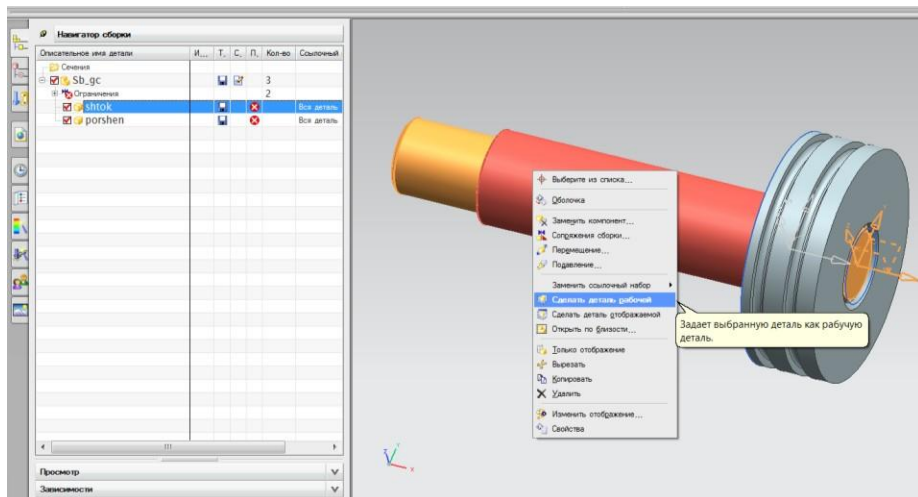 Навигатор сборки
Описательное имя детали И... Т. С. П. Кол-во Ссылочный
Сечения
Sb_gc 3
Ограничения 2
shtok Вся деталь
porshen Вся деталь
Просмотр
Зависимости
Выберите из списка...
Оболочка
Заменить компонент...
Сопряжения сборки...
Перемещение...
Подавление...
Заменить ссылочный набор
Сделать деталь рабочей
Сделать деталь отображаемой
Открыть по близости...
Только отображение
Вырезать
Копировать
Удалить
Изменить отображение...
Свойства
Задает выбранную деталь как рабучую
деталь.
Z
Y
X